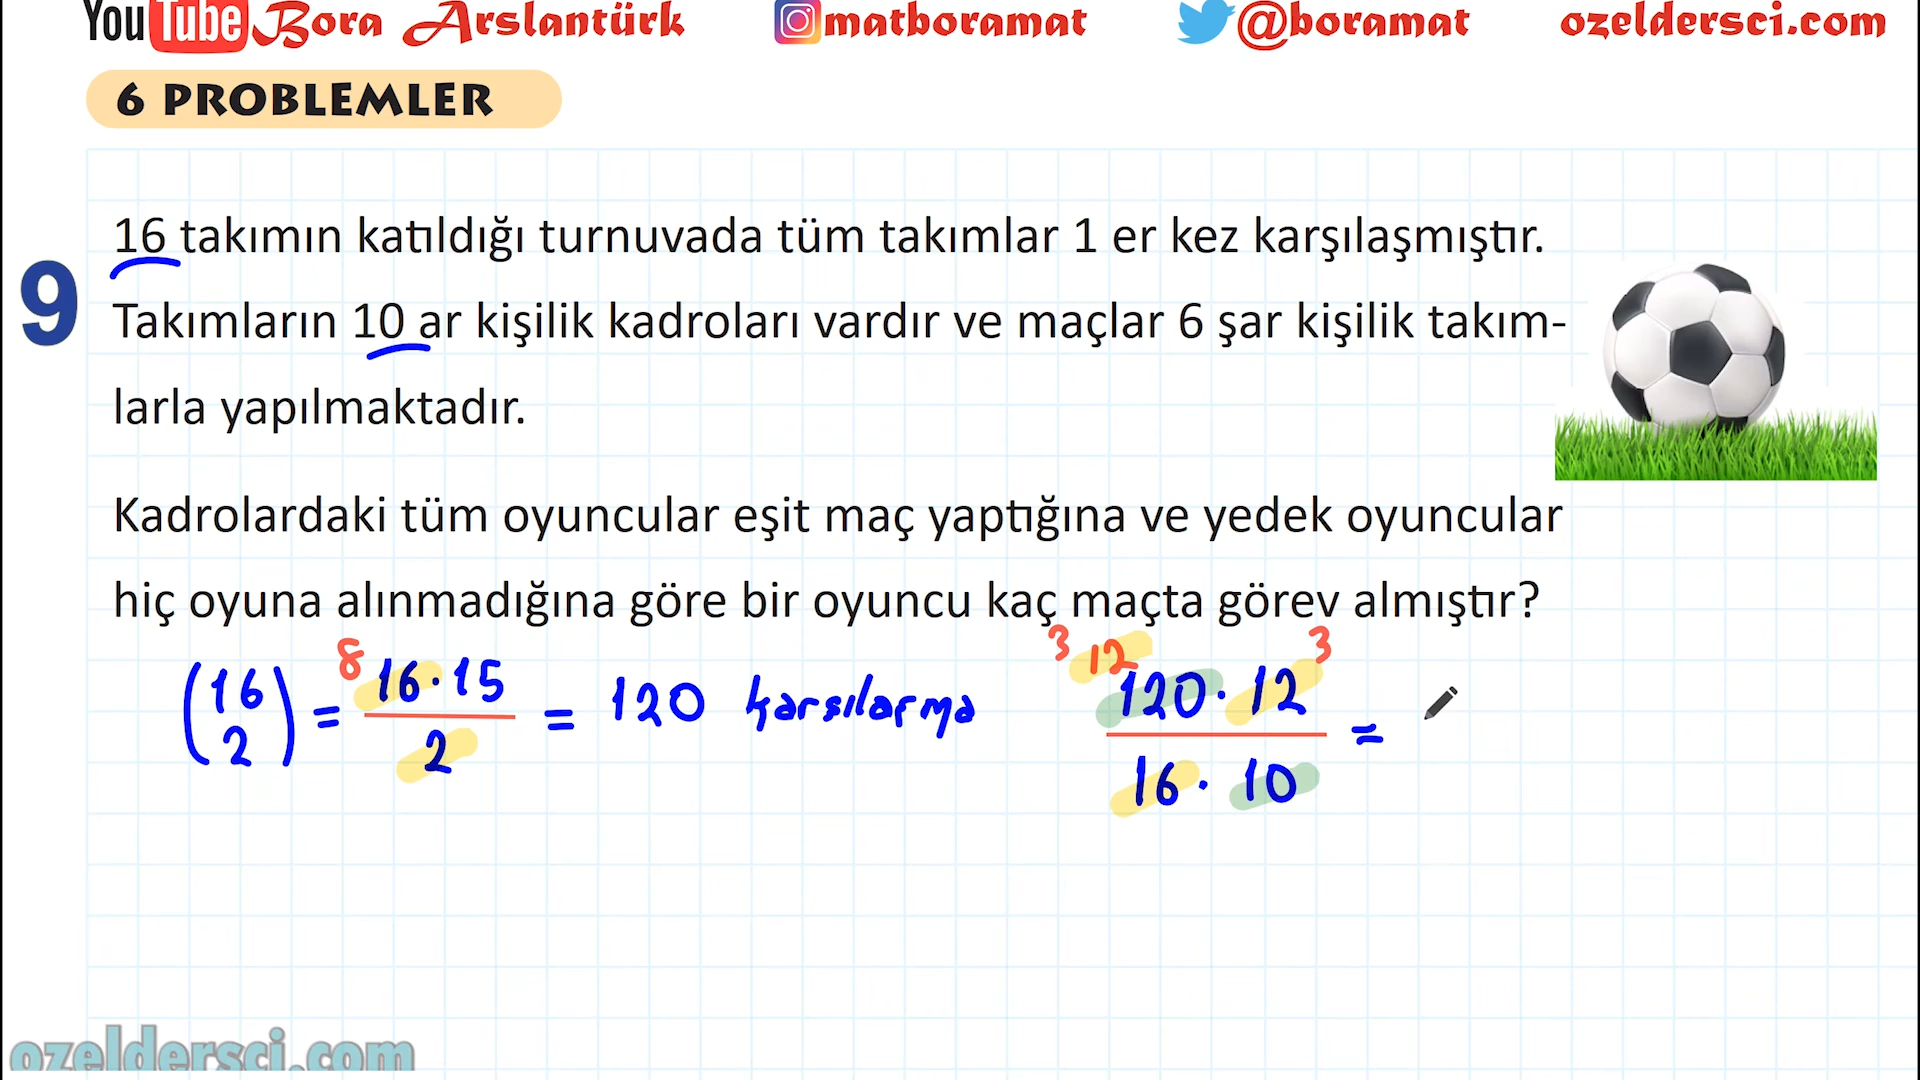 YouTube Bora Arslantürk matboramat @boramat ozeldersci.com
6 PROBLEMLER
9
16 takımın katıldığı turnuvada tüm takımlar 1 er kez karşılaşmıştır.
Takımların 10 ar kişilik kadroları vardır ve maçlar 6 şar kişilik takım-
larla yapılmaktadır.
Kadrolardaki tüm oyuncular eşit maç yaptığına ve yedek oyuncular
hiç oyuna alınmadığına göre bir oyuncu kaç maçta görev almıştır?
8 3 12 3
(16 2) = 16·15 / 2 = 120 karşılaşma 120·12 / 16·10 =
ozeldersci.com